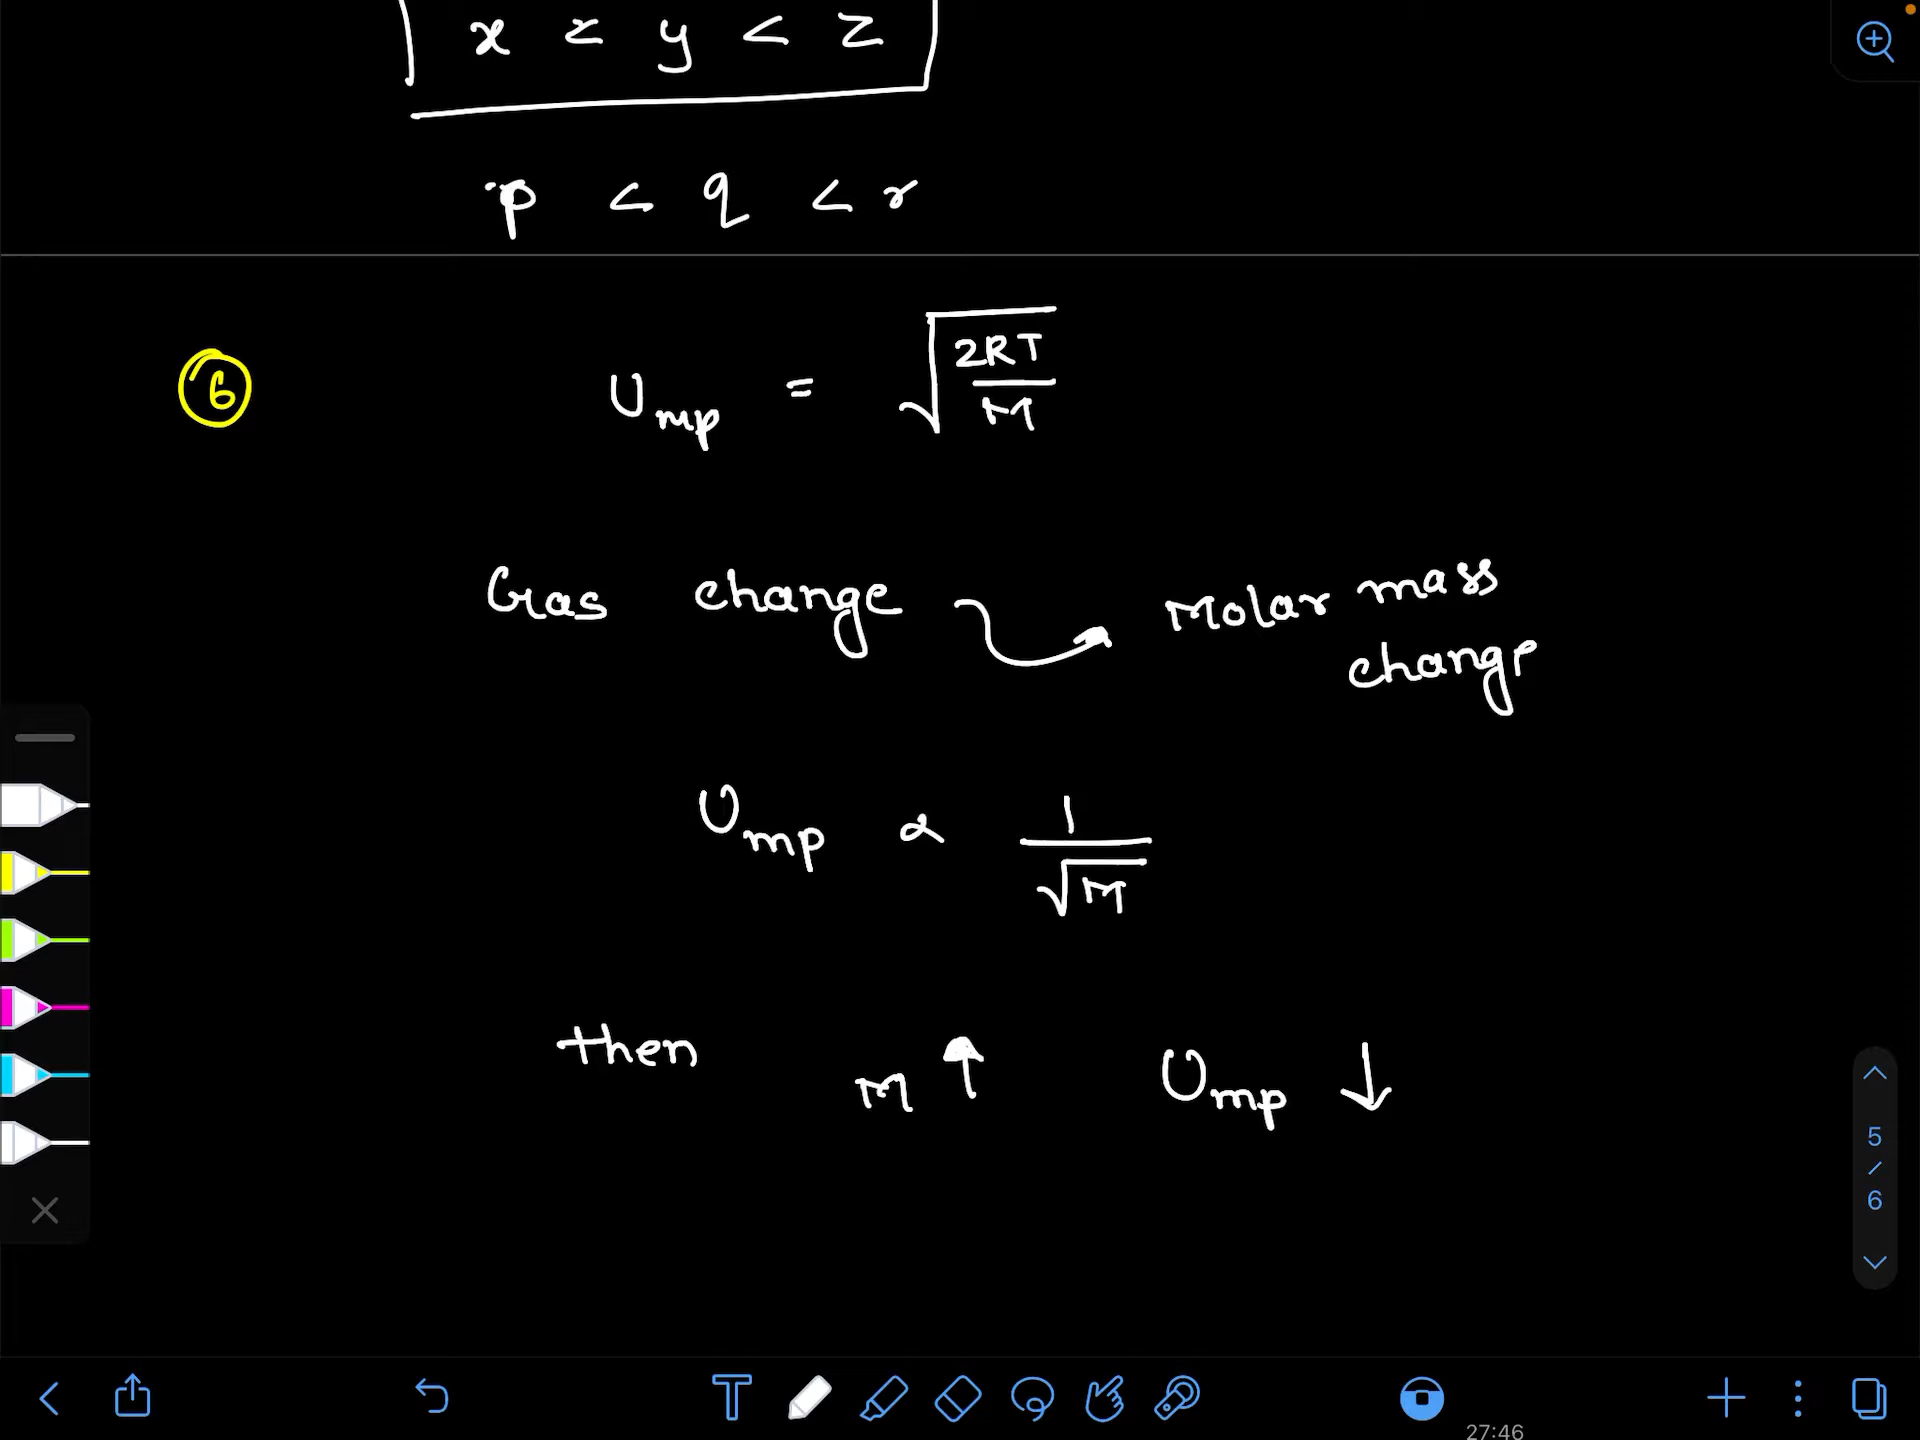 x < y < z
p < q < r
6
Ump = √2RT/M
Gas change → Molar mass
change
Ump ∝ 1/√M
then M ↑ Ump ↓
5
/
6
T
27:46